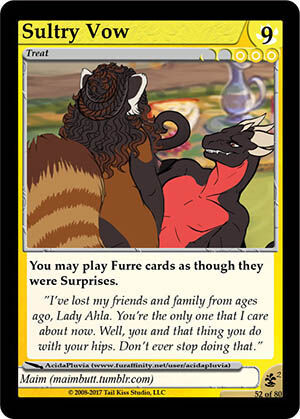 Sultry Vow
9
Treat
You may play Furre cards as though they
were Surprises.
"I've lost my friends and family from ages
ago, Lady Ahla. You're the only one that I care
about now. Well, you and that thing you do
with your hips. Don't ever stop doing that."
AcidaPluvia (www.furaffinity.net/user/acidapluvia)
Maim (maimbutt.tumblr.com)
© 2008-2017 Tail Kiss Studio, LLC
52 of 80
2